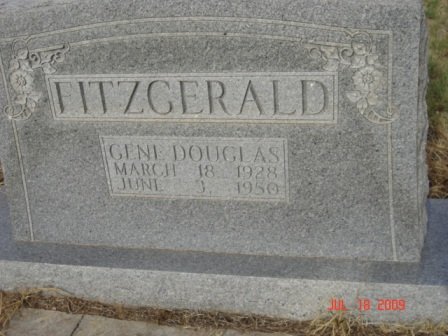 FITZGERALD
GENE DOUGLAS
MARCH 18 1928
JUNE 3, 1950
JUL 18 2009